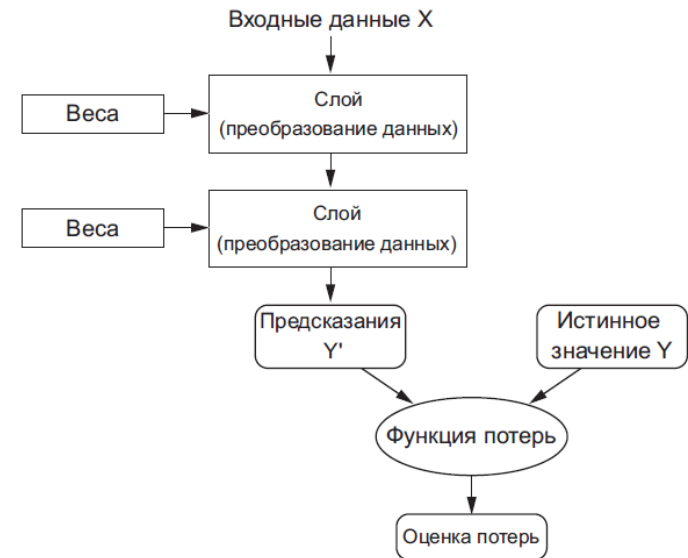 Входные данные X
Веса
Слой
(преобразование данных)
Веса
Слой
(преобразование данных)
Предсказания
Y'
Истинное
значение Y
Функция потерь
Оценка потерь